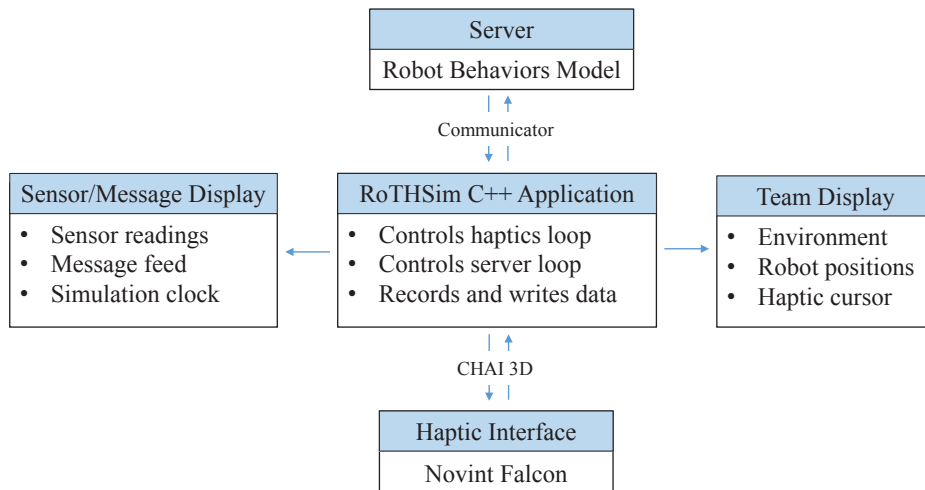 Server
Robot Behaviors Model
Communicator
Sensor/Message Display
• Sensor readings
• Message feed
• Simulation clock
RoTHSim C++ Application
• Controls haptics loop
• Controls server loop
• Records and writes data
Team Display
• Environment
• Robot positions
• Haptic cursor
CHAI 3D
Haptic Interface
Novint Falcon